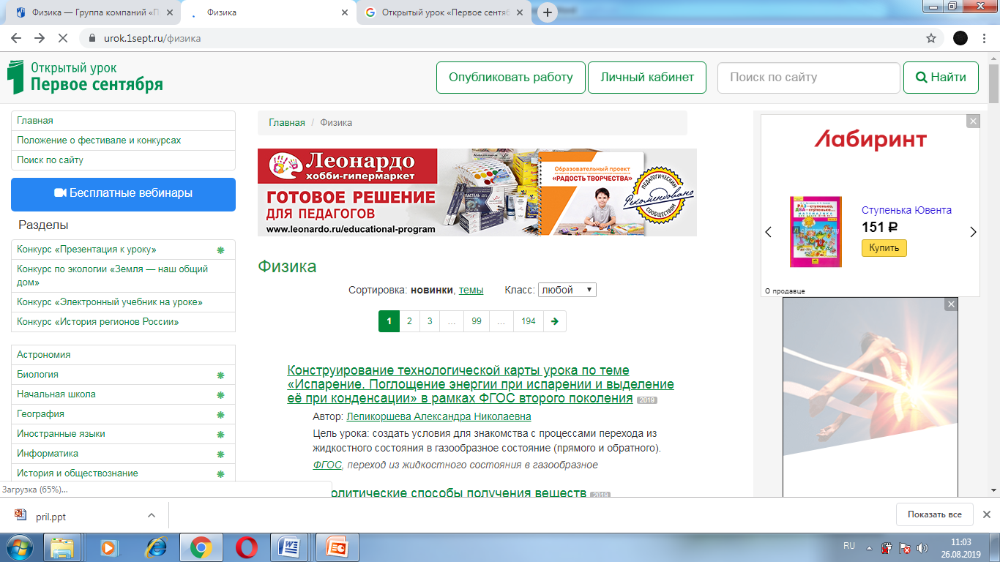 Физика — Группа компаний «П
Физика
Открытый урок «Первое сентяб
urok.1sept.ru/физика
Открытый урок
Первое сентября
Опубликовать работу
Личный кабинет
Поиск по сайту
Найти
Главная
Положение о фестивале и конкурсах
Поиск по сайту
Бесплатные вебинары
Разделы
Конкурс «Презентация к уроку»
Конкурс по экологии «Земля — наш общий
дом»
Конкурс «Электронный учебник на уроке»
Конкурс «История регионов России»
Астрономия
Биология
Начальная школа
География
Иностранные языки
Информатика
История и обществознание
Загрузка (65%)...
Главная / Физика
Леонардо
хобби-гипермаркет
ГОТОВОЕ РЕШЕНИЕ
ДЛЯ ПЕДАГОГОВ
www.leonardo.ru/educational-program
Образовательный проект
«РАДОСТЬ ТВОРЧЕСТВА»
ПЕДАГОГИЧЕСКИМ
Рекомендовано
СООБЩЕСТВОМ
Физика
Сортировка: новинки, темы Класс: любой
1 2 3 ... 99 ... 194
Конструирование технологической карты урока по теме
«Испарение. Поглощение энергии при испарении и выделение
её при конденсации» в рамках ФГОС второго поколения 2019
Автор: Лепикоршева Александра Николаевна
Цель урока: создать условия для знакомства с процессами перехода из
жидкостного состояния в газообразное состояние (прямого и обратного).
ФГОС, переход из жидкостного состояния в газообразное
олитические способы получения веществ 2019
Лабиринт
РАЗ-ступенька,
ДВА-ступенька...
МАТЕМАТИКА
Ступенька Ювента
151 ₽
Купить
О продавце
pril.ppt
Показать все
RU
11:03
26.08.2019